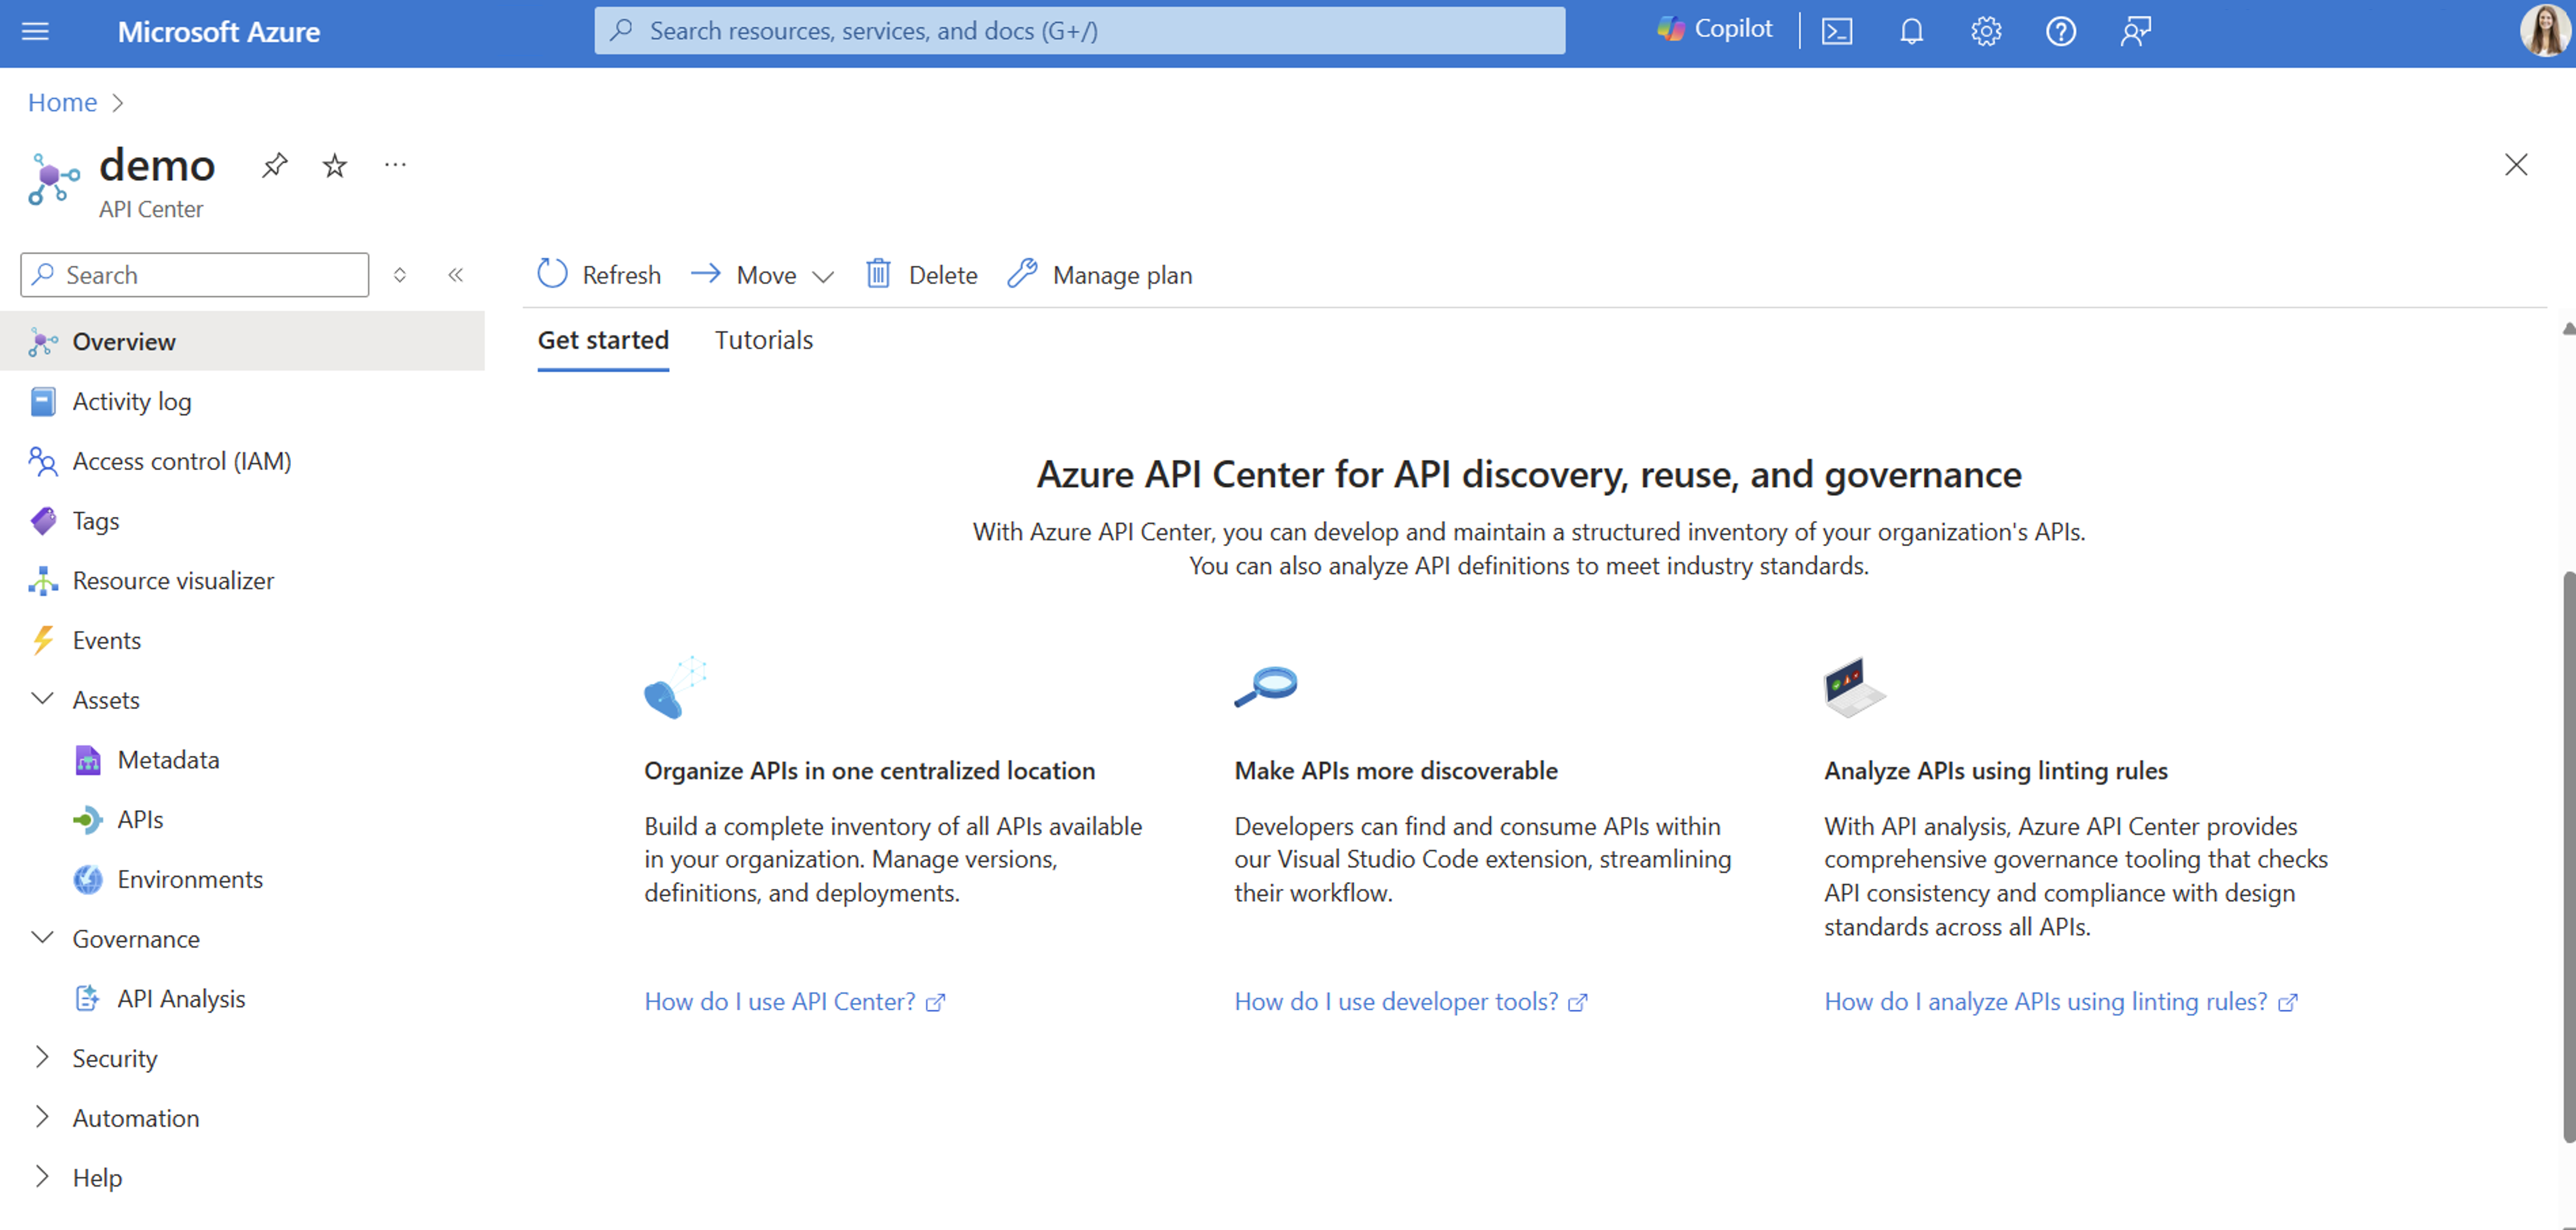 Microsoft Azure
Search resources, services, and docs (G+/)
Copilot
Home
demo
API Center
Search
Refresh
Move
Delete
Manage plan
Overview
Activity log
Access control (IAM)
Tags
Resource visualizer
Events
Assets
Metadata
APIs
Environments
Governance
API Analysis
Security
Automation
Help
Get started
Tutorials
Azure API Center for API discovery, reuse, and governance
With Azure API Center, you can develop and maintain a structured inventory of your organization's APIs.
You can also analyze API definitions to meet industry standards.
Organize APIs in one centralized location
Build a complete inventory of all APIs available
in your organization. Manage versions,
definitions, and deployments.
How do I use API Center?
Make APIs more discoverable
Developers can find and consume APIs within
our Visual Studio Code extension, streamlining
their workflow.
How do I use developer tools?
Analyze APIs using linting rules
With API analysis, Azure API Center provides
comprehensive governance tooling that checks
API consistency and compliance with design
standards across all APIs.
How do I analyze APIs using linting rules?